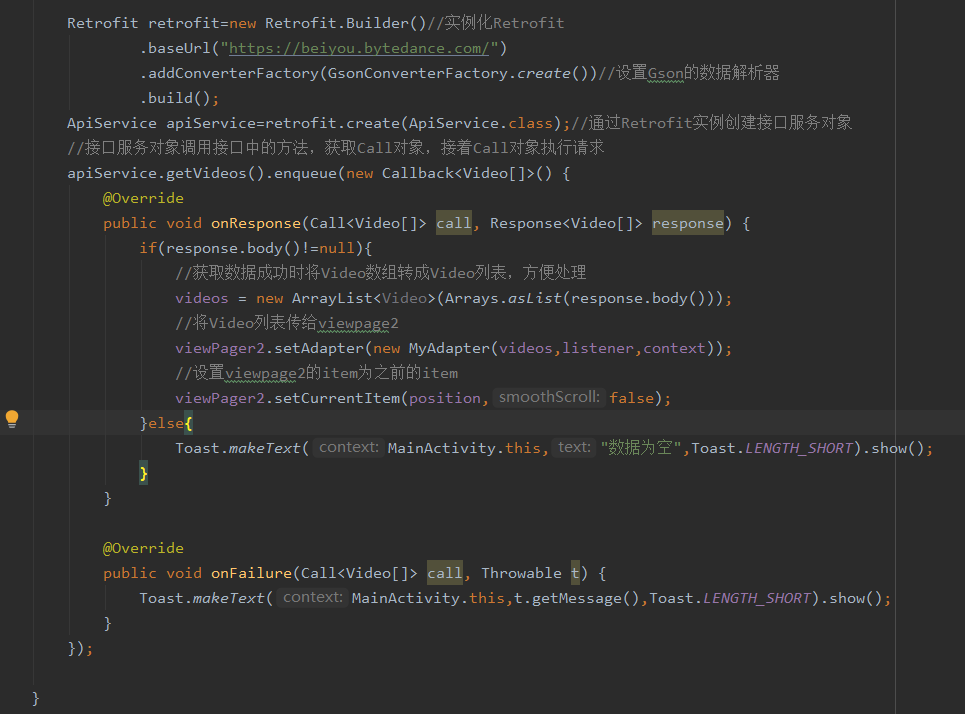 Retrofit retrofit=new Retrofit.Builder()//实例化Retrofit
.baseUrl("https://beiyou.bytedance.com/")
.addConverterFactory(GsonConverterFactory.create())//设置Gson的数据解析器
.build();
ApiService apiService=retrofit.create(ApiService.class);//通过Retrofit实例创建接口服务对象
//接口服务对象调用接口中的方法，获取Call对象，接着Call对象执行请求
apiService.getVideos().enqueue(new Callback<Video[]>() {
@Override
public void onResponse(Call<Video[]> call, Response<Video[]> response) {
if(response.body()!=null){
//获取数据成功时将Video数组转成Video列表，方便处理
videos = new ArrayList<Video>(Arrays.asList(response.body()));
//将Video列表传给viewpage2
viewPager2.setAdapter(new MyAdapter(videos,listener,context));
//设置viewpage2的item为之前的item
viewPager2.setCurrentItem(position, smoothScroll: false);
}else{
Toast.makeText( context: MainActivity.this, text: "数据为空",Toast.LENGTH_SHORT).show();
}
}
@Override
public void onFailure(Call<Video[]> call, Throwable t) {
Toast.makeText( context: MainActivity.this,t.getMessage(),Toast.LENGTH_SHORT).show();
}
});
}